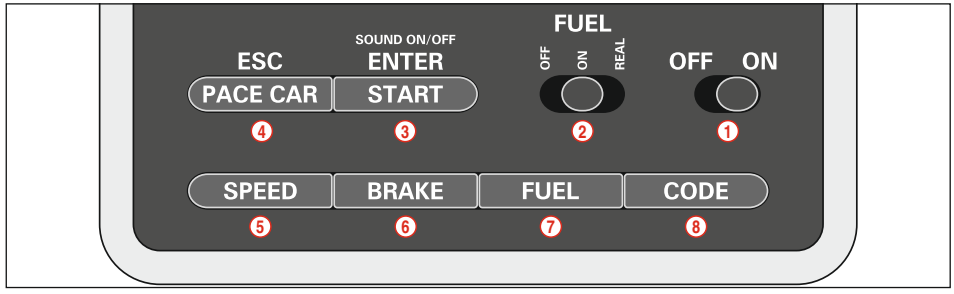 FUEL
SOUND ON/OFF
ESC ENTER OFF ON REAL OFF ON
PACE CAR START
4 3 2 1
SPEED BRAKE FUEL CODE
5 6 7 8